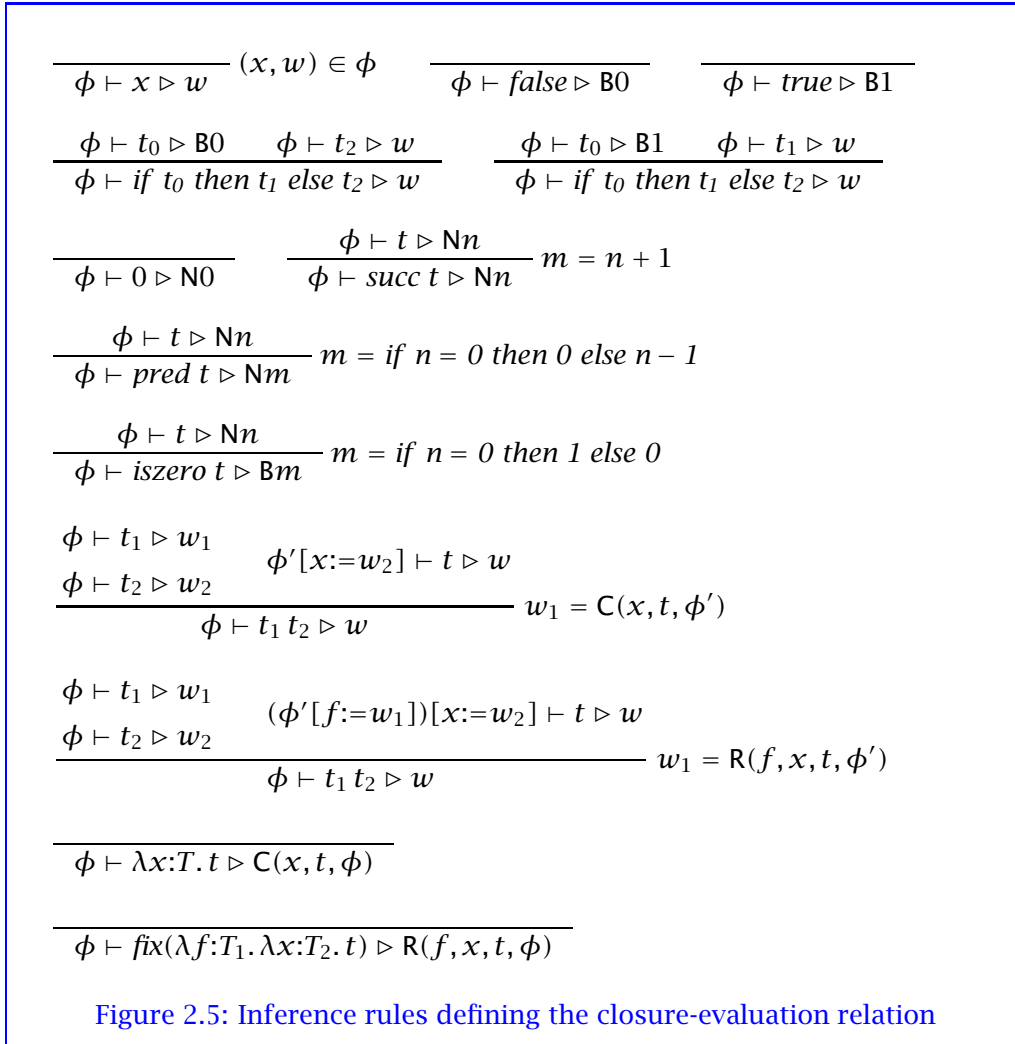 ϕ ⊢ x ▹ w (x, w) ∈ ϕ ϕ ⊢ false ▹ B0 ϕ ⊢ true ▹ B1
ϕ ⊢ t₀ ▹ B0 ϕ ⊢ t₂ ▹ w ϕ ⊢ t₀ ▹ B1 ϕ ⊢ t₁ ▹ w
ϕ ⊢ if t₀ then t₁ else t₂ ▹ w ϕ ⊢ if t₀ then t₁ else t₂ ▹ w
ϕ ⊢ t ▹ Nn
ϕ ⊢ 0 ▹ N0 ϕ ⊢ succ t ▹ Nn m = n + 1
ϕ ⊢ t ▹ Nn
ϕ ⊢ pred t ▹ Nm m = if n = 0 then 0 else n − 1
ϕ ⊢ t ▹ Nn
ϕ ⊢ iszero t ▹ Bm m = if n = 0 then 1 else 0
ϕ ⊢ t₁ ▹ w₁
ϕ ⊢ t₂ ▹ w₂ ϕ′[x:=w₂] ⊢ t ▹ w
ϕ ⊢ t₁ t₂ ▹ w w₁ = C(x, t, ϕ′)
ϕ ⊢ t₁ ▹ w₁
ϕ ⊢ t₂ ▹ w₂ (ϕ′[f:=w₁])[x:=w₂] ⊢ t ▹ w
ϕ ⊢ t₁ t₂ ▹ w w₁ = R(f, x, t, ϕ′)
ϕ ⊢ λx:T. t ▹ C(x, t, ϕ)
ϕ ⊢ fix(λf:T₁. λx:T₂. t) ▹ R(f, x, t, ϕ)
Figure 2.5: Inference rules defining the closure-evaluation relation